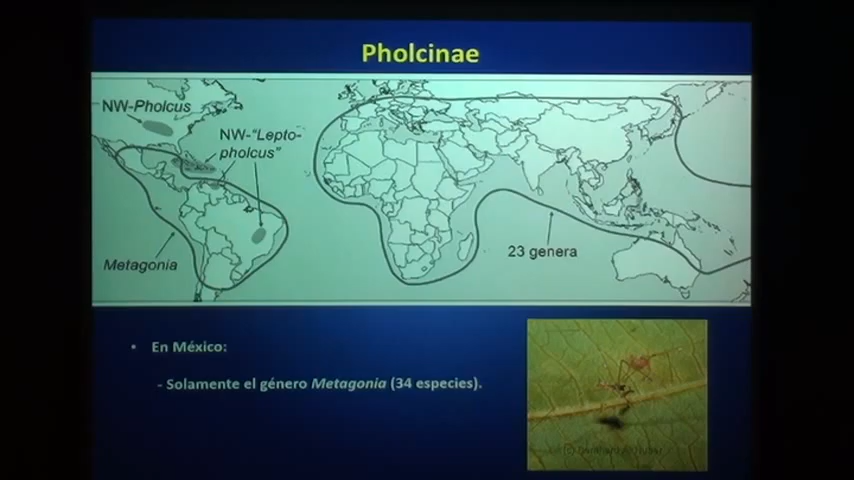 Pholcinae
NW-Pholcus
NW-"Lepto-
pholcus"
Metagonia
23 genera
• En México:
- Solamente el género Metagonia (34 especies).